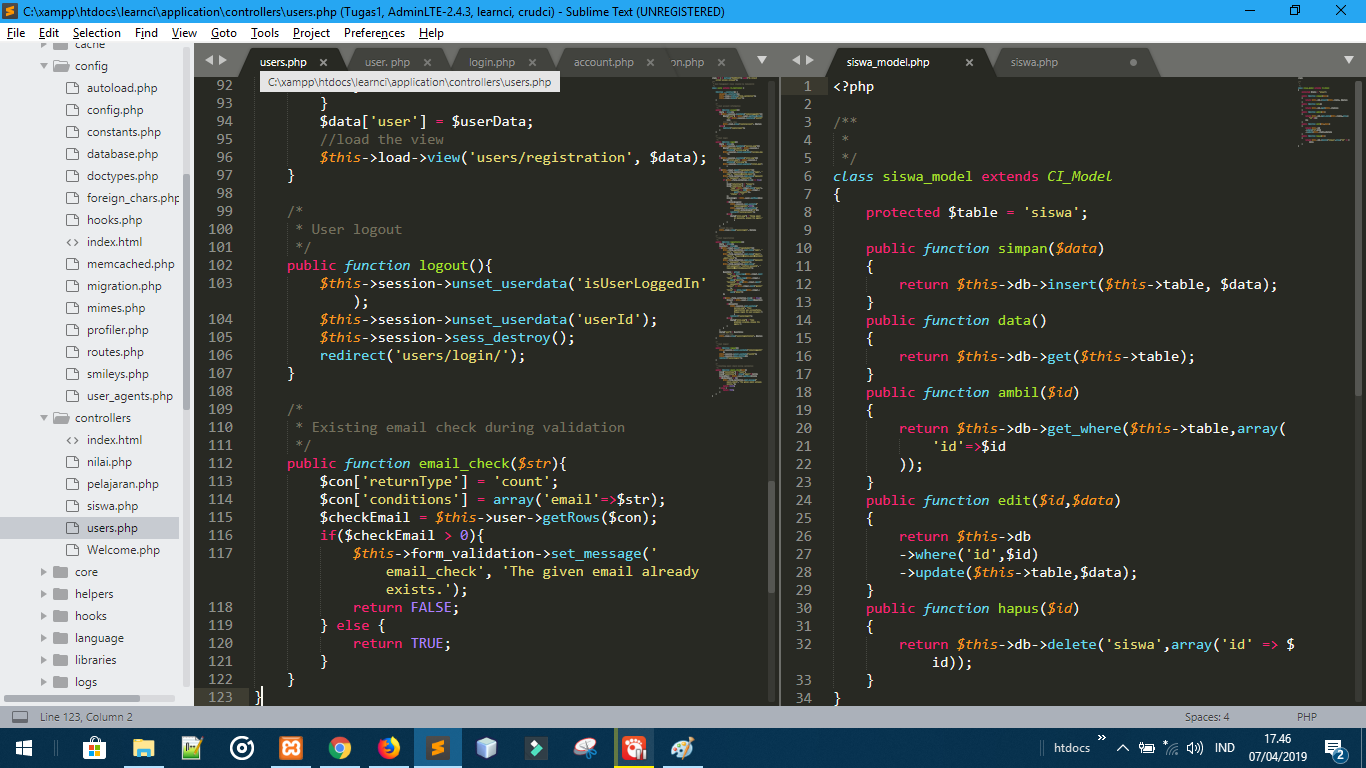 C:\xampp\htdocs\learnci\application\controllers\users.php (Tugas1, AdminLTE-2.4.3, learnci, crudci) - Sublime Text (UNREGISTERED)
File Edit Selection Find View Goto Tools Project Preferences Help
cache
config
autoload.php
config.php
constants.php
database.php
doctypes.php
foreign_chars.php
hooks.php
index.html
memcached.php
migration.php
mimes.php
profiler.php
routes.php
smileys.php
user_agents.php
controllers
index.html
nilai.php
pelajaran.php
siswa.php
users.php
Welcome.php
core
helpers
hooks
language
libraries
logs
users.php user. php login.php account.php on.php
C:\xampp\htdocs\learnci\application\controllers\users.php
92
93 }
94 $data['user'] = $userData;
95 //load the view
96 $this->load->view('users/registration', $data);
97 }
98
99 /*
100 * User logout
101 */
102 public function logout(){
103 $this->session->unset_userdata('isUserLoggedIn'
);
104 $this->session->unset_userdata('userId');
105 $this->session->sess_destroy();
106 redirect('users/login/');
107 }
108
109 /*
110 * Existing email check during validation
111 */
112 public function email_check($str){
113 $con['returnType'] = 'count';
114 $con['conditions'] = array('email'=>$str);
115 $checkEmail = $this->user->getRows($con);
116 if($checkEmail > 0){
117 $this->form_validation->set_message('
email_check', 'The given email already
exists.');
118 return FALSE;
119 } else {
120 return TRUE;
121 }
122 }
123 }
siswa_model.php siswa.php
1 <?php
2
3 /**
4 *
5 */
6 class siswa_model extends CI_Model
7 {
8 protected $table = 'siswa';
9
10 public function simpan($data)
11 {
12 return $this->db->insert($this->table, $data);
13 }
14 public function data()
15 {
16 return $this->db->get($this->table);
17 }
18 public function ambil($id)
19 {
20 return $this->db->get_where($this->table,array(
21 'id'=>$id
22 ));
23 }
24 public function edit($id,$data)
25 {
26 return $this->db
27 ->where('id',$id)
28 ->update($this->table,$data);
29 }
30 public function hapus($id)
31 {
32 return $this->db->delete('siswa',array('id' => $
id));
33 }
34 }
Line 123, Column 2 Spaces: 4 PHP
htdocs IND 17.46
07/04/2019 2